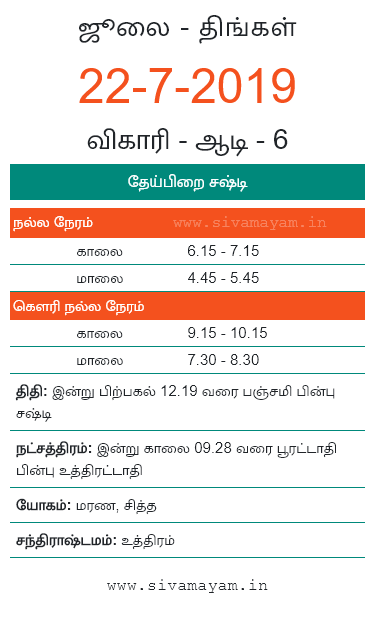 ஜூலை - திங்கள்
22-7-2019
விகாரி - ஆடி - 6
தேய்பிறை சஷ்டி
நல்ல நேரம் www.sivamayam.in
காலை 6.15 - 7.15
மாலை 4.45 - 5.45
கௌரி நல்ல நேரம்
காலை 9.15 - 10.15
மாலை 7.30 - 8.30
திதி: இன்று பிற்பகல் 12.19 வரை பஞ்சமி பின்பு
சஷ்டி
நட்சத்திரம்: இன்று காலை 09.28 வரை பூரட்டாதி
பின்பு உத்திரட்டாதி
யோகம்: மரண, சித்த
சந்திராஷ்டமம்: உத்திரம்
www.sivamayam.in